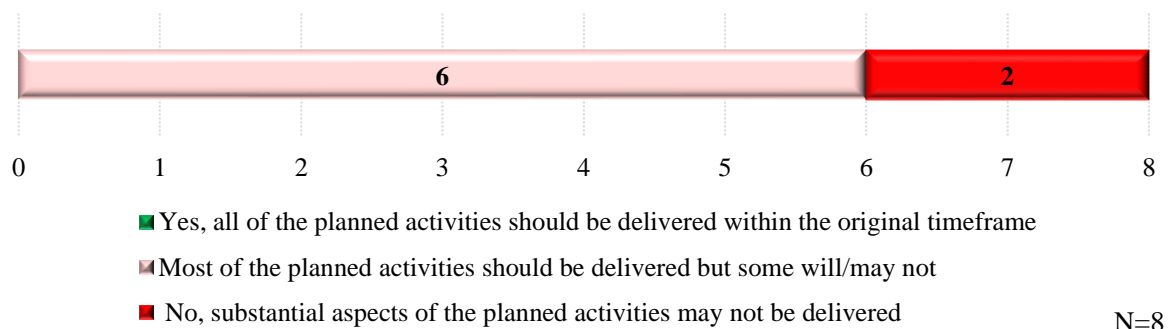 6 2
0 1 2 3 4 5 6 7 8
Yes, all of the planned activities should be delivered within the original timeframe
Most of the planned activities should be delivered but some will/may not
No, substantial aspects of the planned activities may not be delivered
N=8